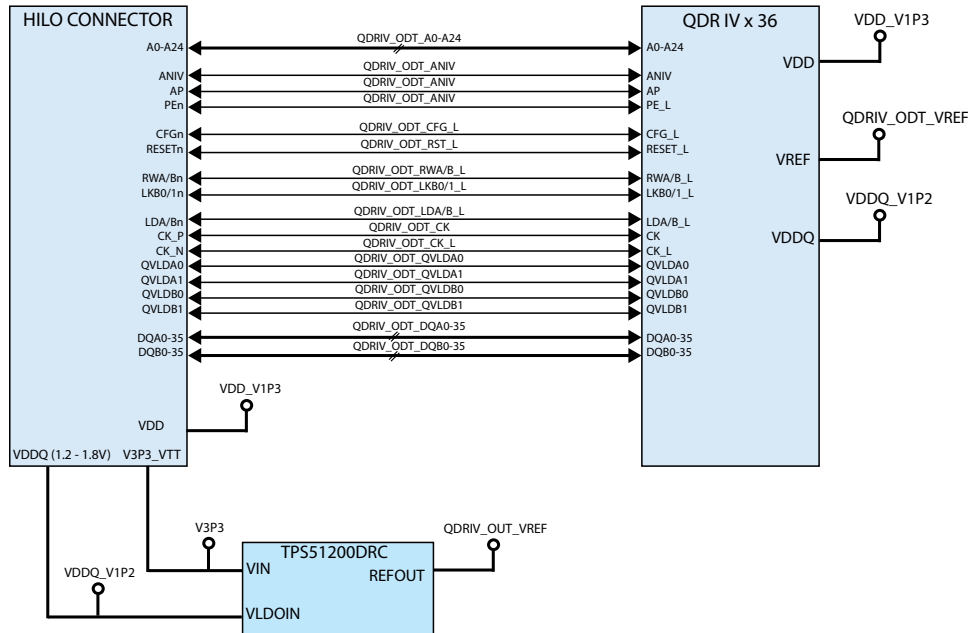 HILO CONNECTOR
QDR IV x 36
VDD_V1P3
A0-A24
QDRIV_ODT_A0-A24
A0-A24
VDD
ANIV
QDRIV_ODT_ANIV
ANIV
AP
QDRIV_ODT_ANIV
AP
PEn
QDRIV_ODT_ANIV
PE_L
QDRIV_ODT_VREF
CFGn
QDRIV_ODT_CFG_L
CFG_L
RESETn
QDRIV_ODT_RST_L
RESET_L
VREF
RWA/Bn
QDRIV_ODT_RWA/B_L
RWA/B_L
LKB0/1n
QDRIV_ODT_LKB0/1_L
LKB0/1_L
VDDQ_V1P2
LDA/Bn
QDRIV_ODT_LDA/B_L
LDA/B_L
CK_P
QDRIV_ODT_CK
CK
VDDQ
CK_N
QDRIV_ODT_CK_L
CK_L
QVLDA0
QDRIV_ODT_QVLDA0
QVLDA0
QVLDA1
QDRIV_ODT_QVLDA1
QVLDA1
QVLDB0
QDRIV_ODT_QVLDB0
QVLDB0
QVLDB1
QDRIV_ODT_QVLDB1
QVLDB1
DQA0-35
QDRIV_ODT_DQA0-35
DQA0-35
DQB0-35
QDRIV_ODT_DQB0-35
DQB0-35
VDD_V1P3
VDD
VDDQ (1.2 - 1.8V)
V3P3_VTT
V3P3
QDRIV_OUT_VREF
TPS51200DRC
VIN
REFOUT
VDDQ_V1P2
VLDOIN